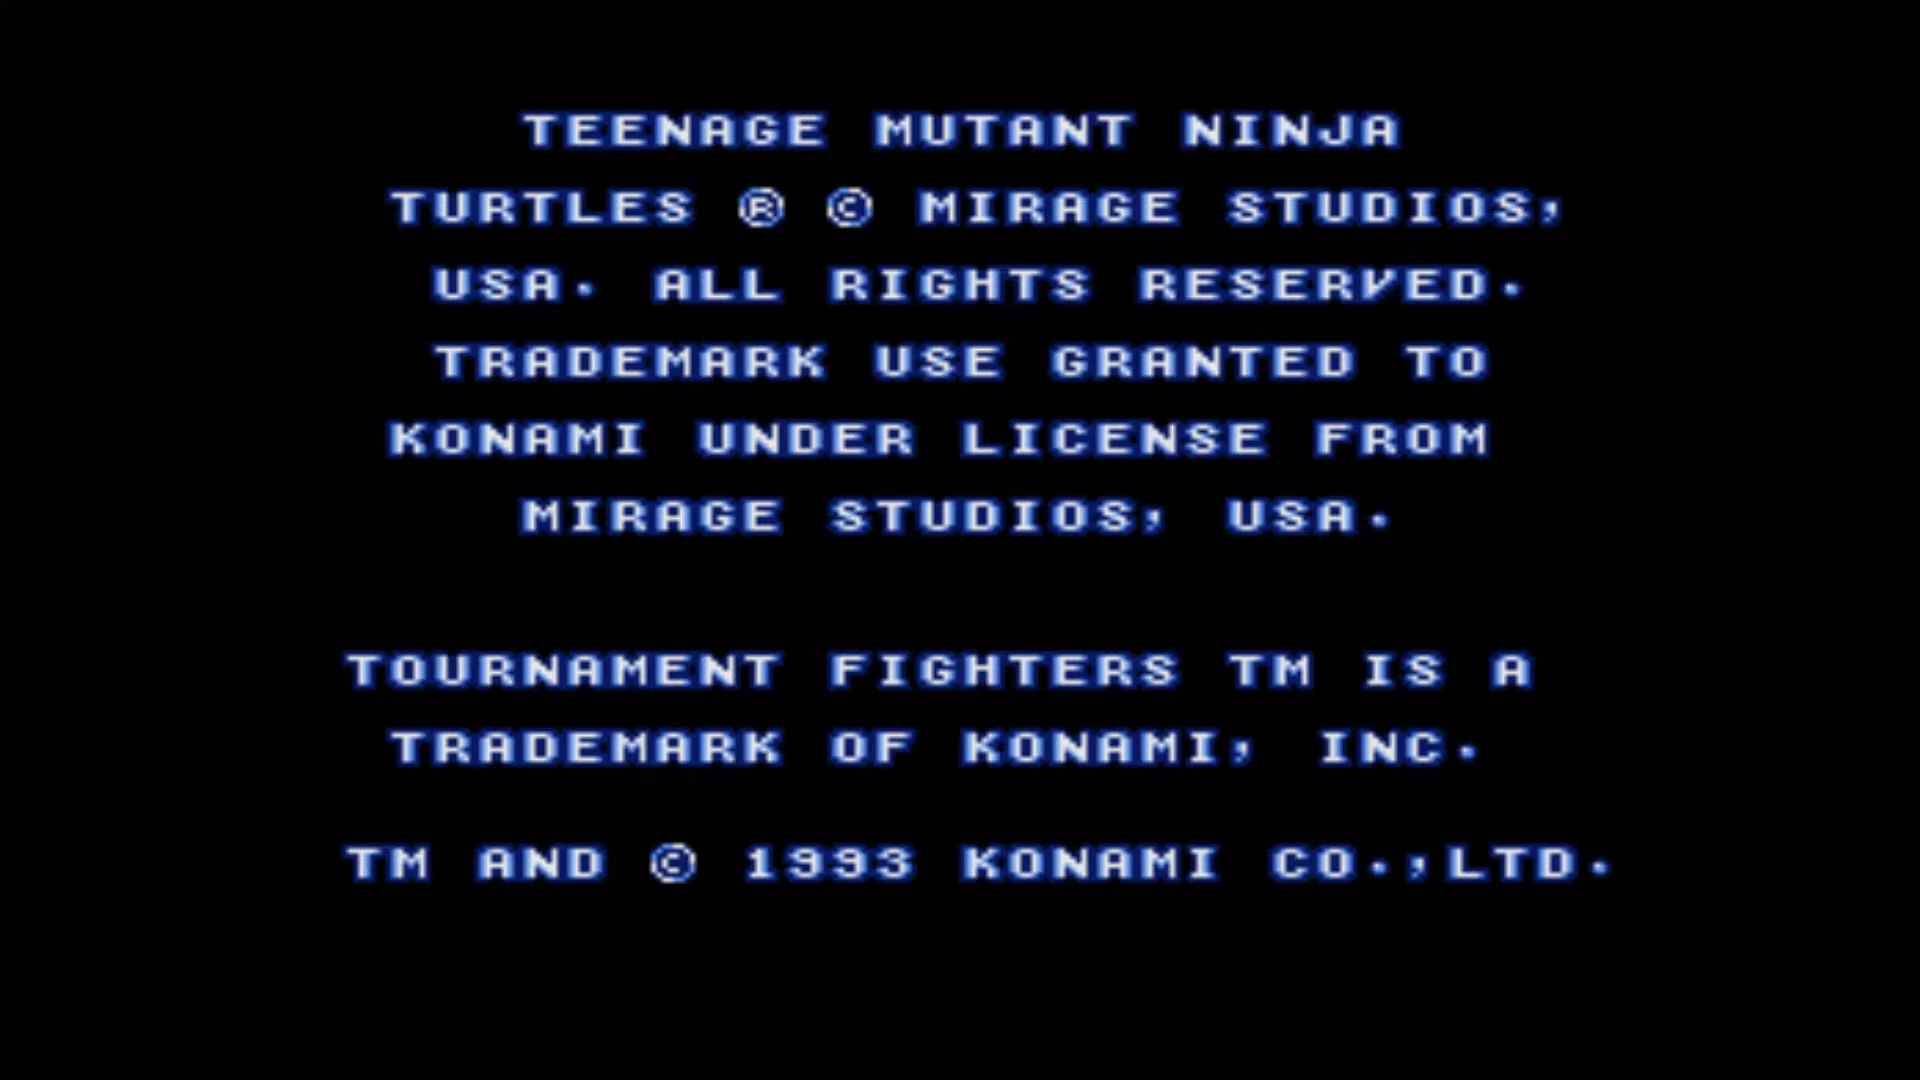 TEENAGE MUTANT NINJA
TURTLES ® © MIRAGE STUDIOS,
USA. ALL RIGHTS RESERVED.
TRADEMARK USE GRANTED TO
KONAMI UNDER LICENSE FROM
MIRAGE STUDIOS, USA.
TOURNAMENT FIGHTERS TM IS A
TRADEMARK OF KONAMI, INC.
TM AND © 1993 KONAMI CO.,LTD.